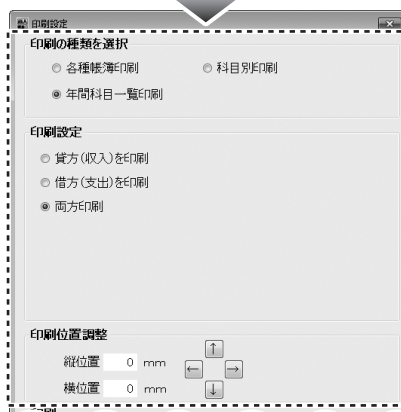 印刷設定
印刷の種類を選択
各種帳簿印刷 科目別印刷
年間科目一覧印刷
印刷設定
貸方(収入)を印刷
借方(支出)を印刷
両方印刷
印刷位置調整
↑
縦位置 0 mm ← →
横位置 0 mm ↓